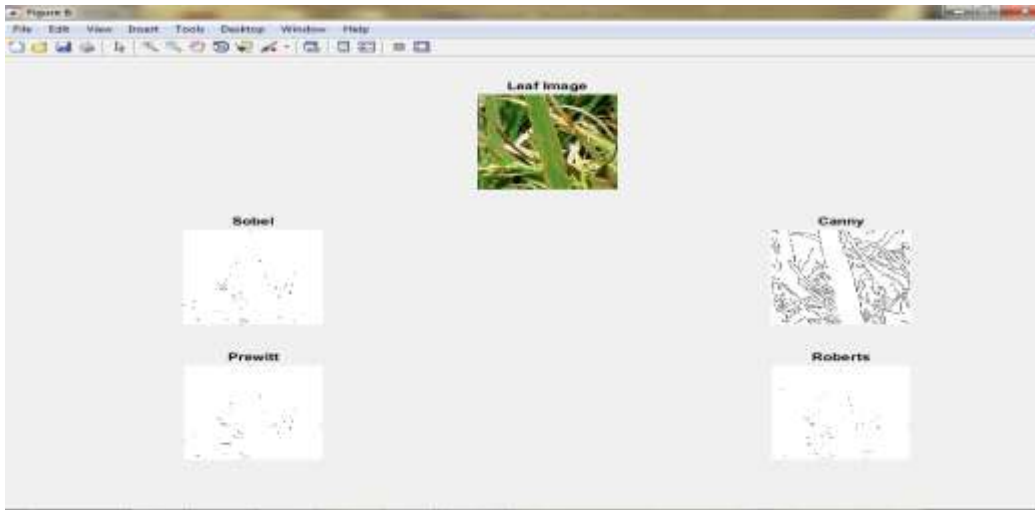 Figure 6
File Edit View Insert Tools Desktop Window Help
Leaf Image
Sobel Canny
Prewitt Roberts